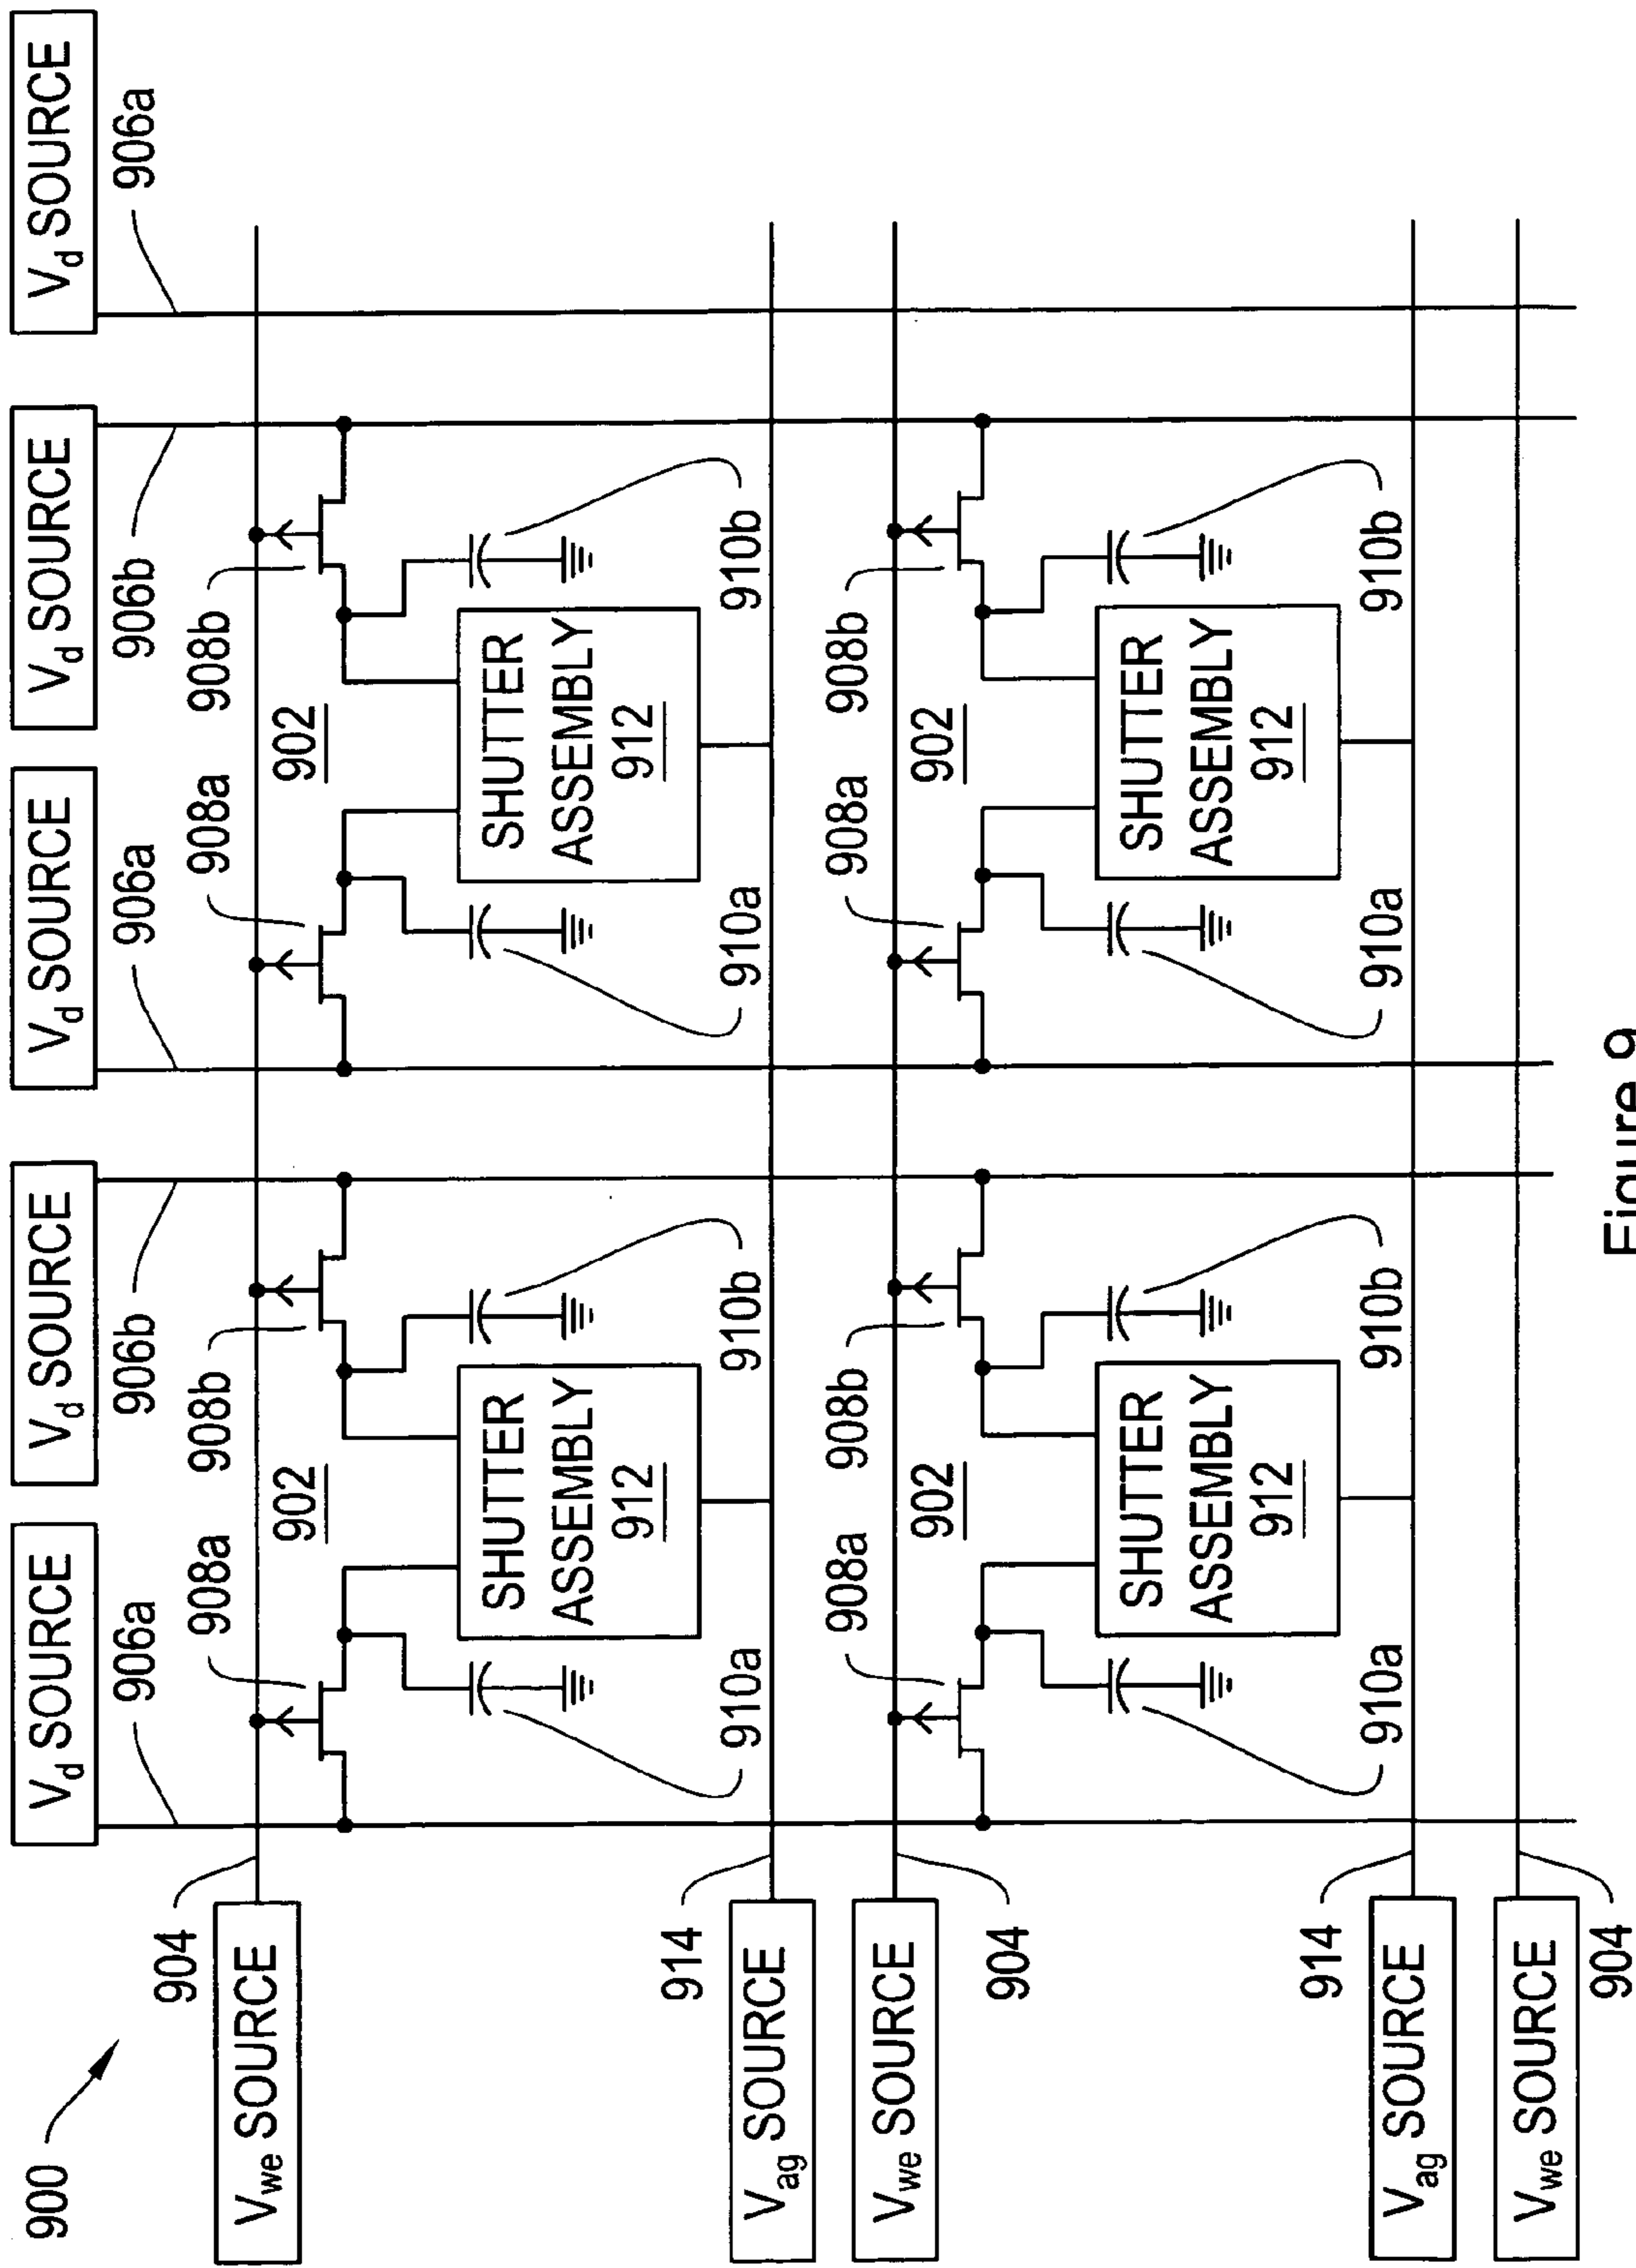 900 V_d SOURCE V_d SOURCE V_d SOURCE V_d SOURCE V_d SOURCE
906a 906b 906a 906b 906a
904 908a 908b 908a 908b
V_we SOURCE 902 902
SHUTTER SHUTTER
ASSEMBLY ASSEMBLY
912 912
914 910a 910b 910a 910b
V_ag SOURCE
908a 908b 908a 908b
V_we SOURCE 902 902
904
SHUTTER SHUTTER
ASSEMBLY ASSEMBLY
912 912
914 910a 910b 910a 910b
V_ag SOURCE
V_we SOURCE
904
Figure 9